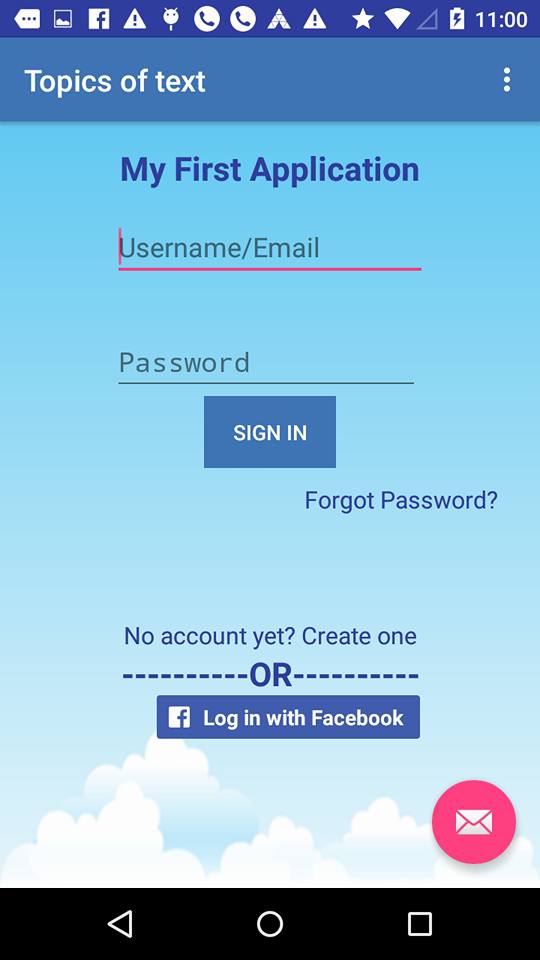 11:00
Topics of text
My First Application
Username/Email
Password
SIGN IN
Forgot Password?
No account yet? Create one
----------OR----------
Log in with Facebook